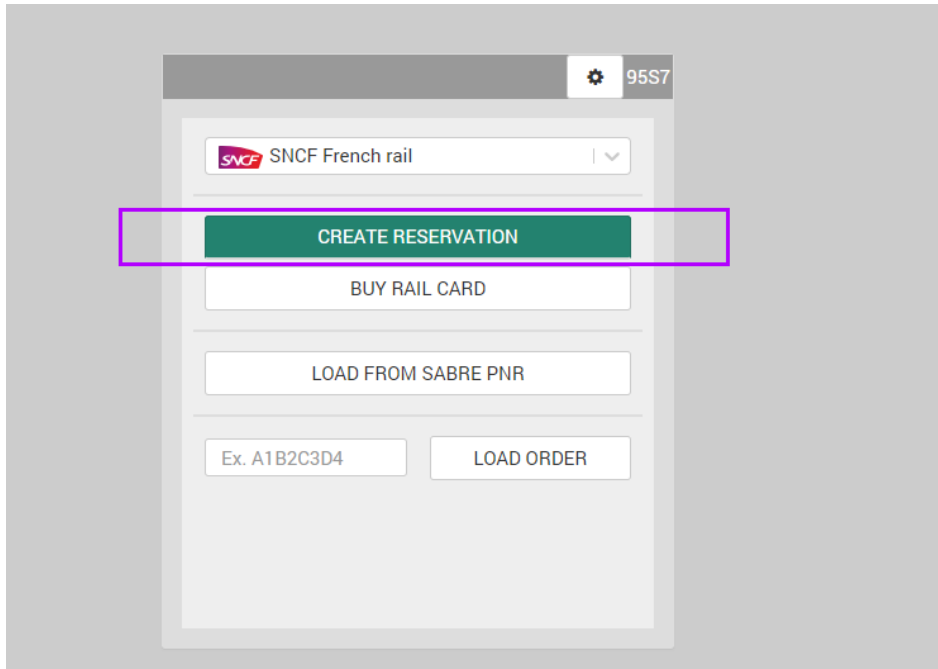 95S7
SNCF SNCF French rail
CREATE RESERVATION
BUY RAIL CARD
LOAD FROM SABRE PNR
Ex. A1B2C3D4 LOAD ORDER